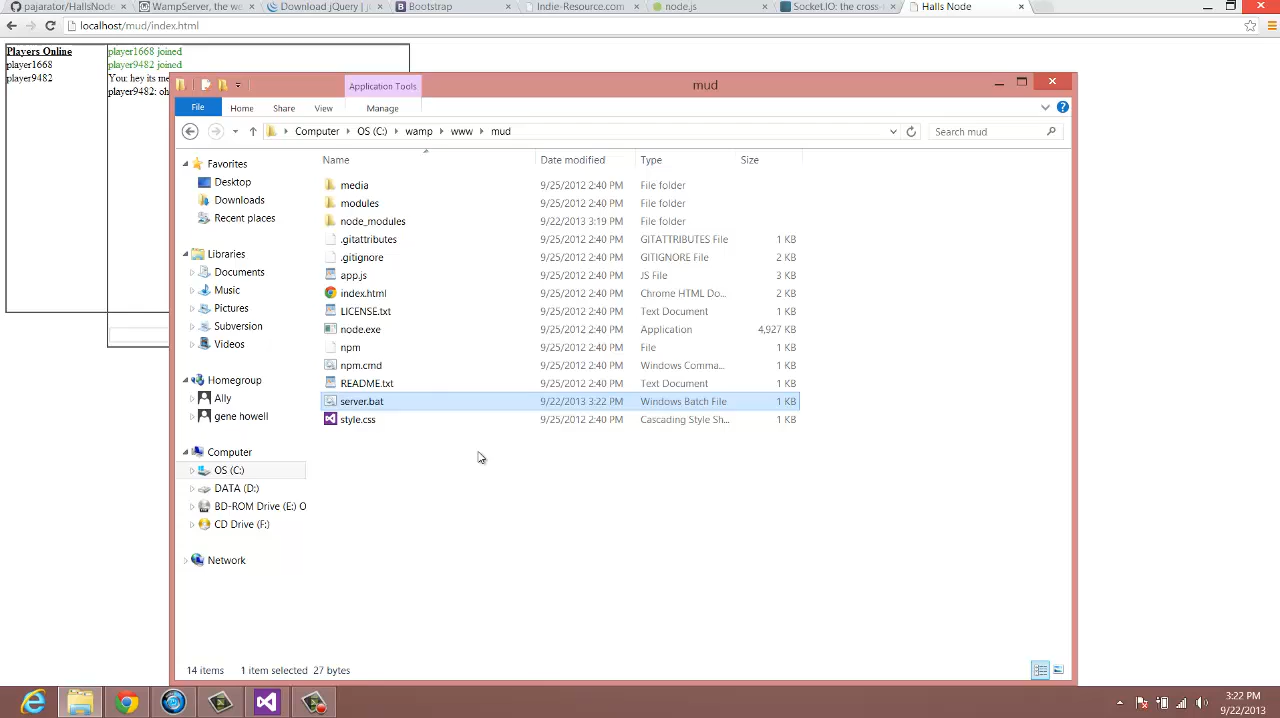 pajarator/HallsNode
WampServer, the we
Download jQuery | ju
Bootstrap
Indie-Resource.com
node.js
Socket.IO: the cross-b
Halls Node
localhost/mud/index.html
Players Online
player1668
player9482
player1668 joined
player9482 joined
You: hey its me
player9482: oh
Application Tools
mud
File
Home
Share
View
Manage
Computer
OS (C:)
wamp
www
mud
Search mud
Name
Date modified
Type
Size
Favorites
Desktop
Downloads
Recent places
Libraries
Documents
Music
Pictures
Subversion
Videos
Homegroup
Ally
gene howell
Computer
OS (C:)
DATA (D:)
BD-ROM Drive (E:) O
CD Drive (F:)
Network
media 9/25/2012 2:40 PM File folder
modules 9/25/2012 2:40 PM File folder
node_modules 9/22/2013 3:19 PM File folder
.gitattributes 9/25/2012 2:40 PM GITATTRIBUTES File 1 KB
.gitignore 9/25/2012 2:40 PM GITIGNORE File 2 KB
app.js 9/25/2012 2:40 PM JS File 3 KB
index.html 9/25/2012 2:40 PM Chrome HTML Do... 2 KB
LICENSE.txt 9/25/2012 2:40 PM Text Document 1 KB
node.exe 9/25/2012 2:40 PM Application 4,927 KB
npm 9/25/2012 2:40 PM File 1 KB
npm.cmd 9/25/2012 2:40 PM Windows Comma... 1 KB
README.txt 9/25/2012 2:40 PM Text Document 1 KB
server.bat 9/22/2013 3:22 PM Windows Batch File 1 KB
style.css 9/25/2012 2:40 PM Cascading Style Sh... 1 KB
14 items
1 item selected 27 bytes
3:22 PM
9/22/2013